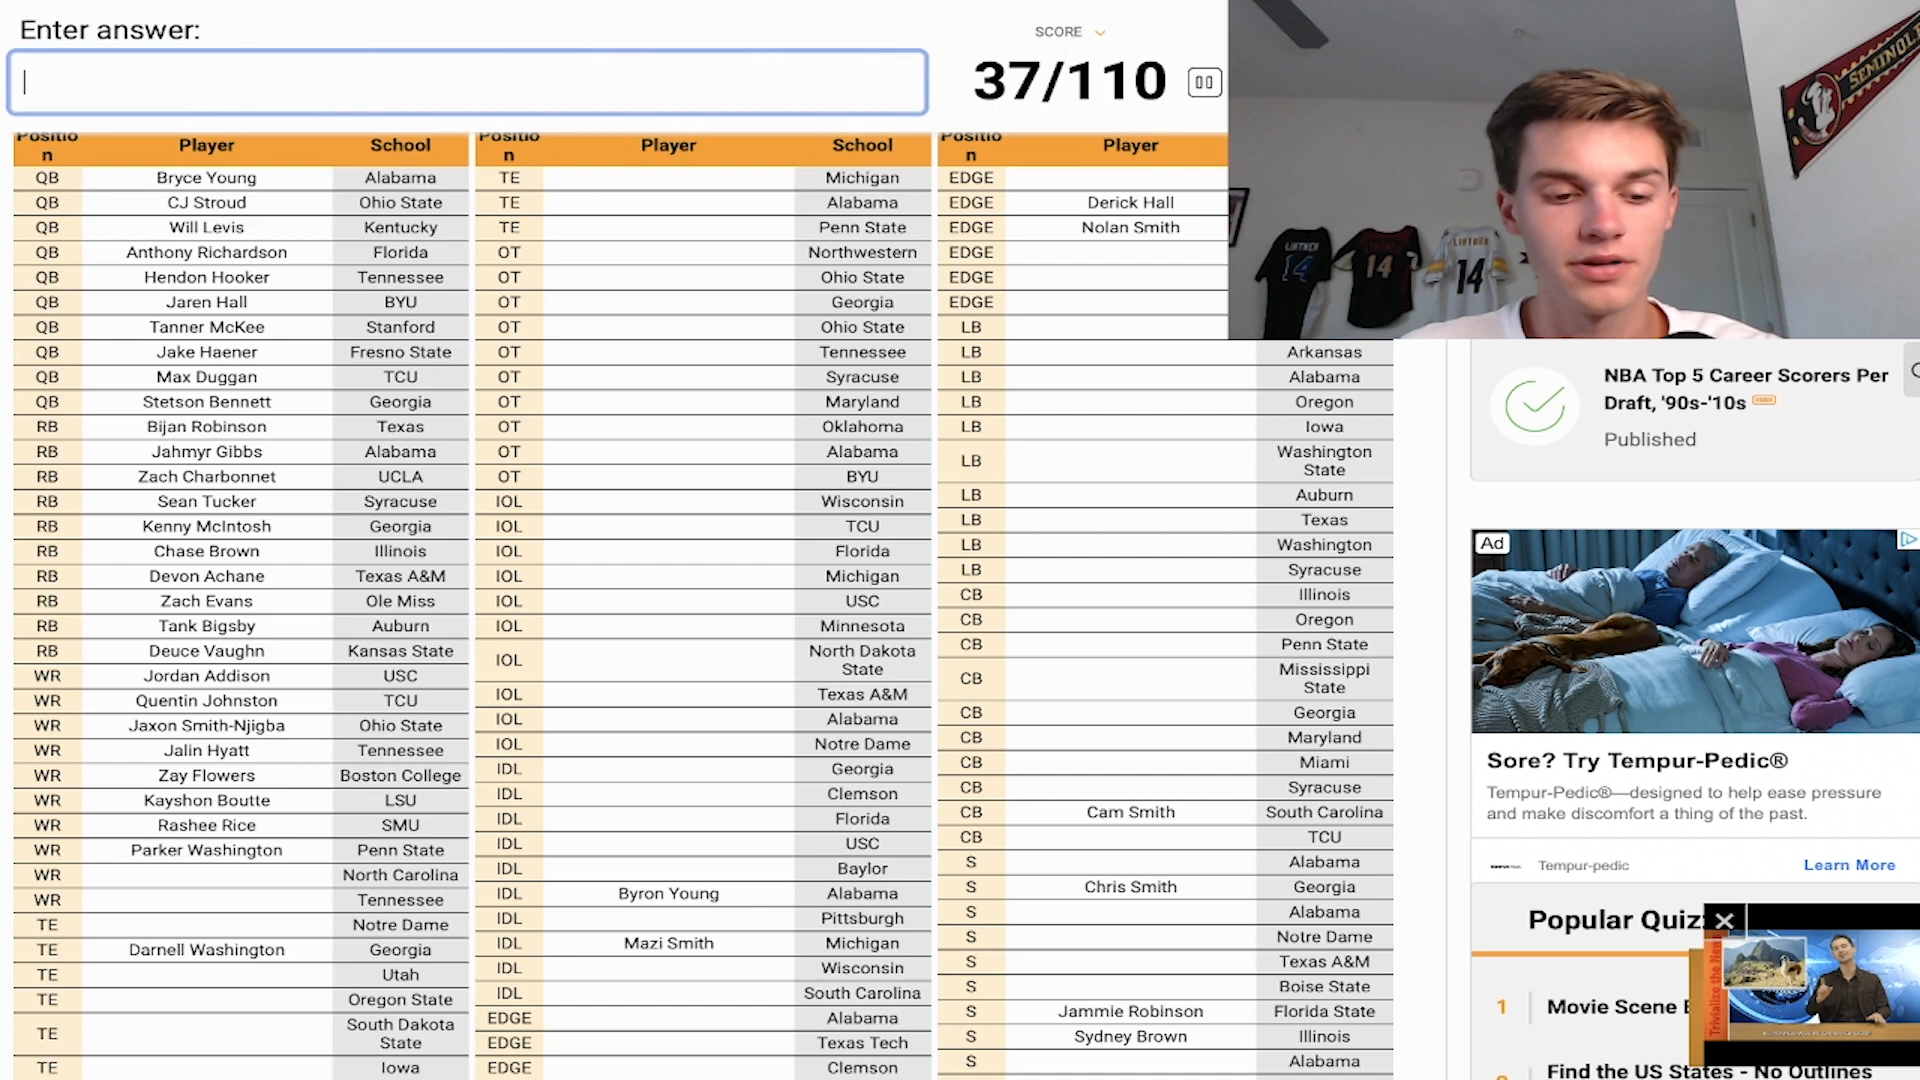 Enter answer:
SCORE
37/110
Position Player School
QB Bryce Young Alabama
QB CJ Stroud Ohio State
QB Will Levis Kentucky
QB Anthony Richardson Florida
QB Hendon Hooker Tennessee
QB Jaren Hall BYU
QB Tanner McKee Stanford
QB Jake Haener Fresno State
QB Max Duggan TCU
QB Stetson Bennett Georgia
RB Bijan Robinson Texas
RB Jahmyr Gibbs Alabama
RB Zach Charbonnet UCLA
RB Sean Tucker Syracuse
RB Kenny McIntosh Georgia
RB Chase Brown Illinois
RB Devon Achane Texas A&M
RB Zach Evans Ole Miss
RB Tank Bigsby Auburn
RB Deuce Vaughn Kansas State
WR Jordan Addison USC
WR Quentin Johnston TCU
WR Jaxon Smith-Njigba Ohio State
WR Jalin Hyatt Tennessee
WR Zay Flowers Boston College
WR Kayshon Boutte LSU
WR Rashee Rice SMU
WR Parker Washington Penn State
WR North Carolina
WR Tennessee
TE Notre Dame
TE Darnell Washington Georgia
TE Utah
TE Oregon State
TE South Dakota State
TE Iowa
Position Player School
TE Michigan
TE Alabama
TE Penn State
OT Northwestern
OT Ohio State
OT Georgia
OT Ohio State
OT Tennessee
OT Syracuse
OT Maryland
OT Oklahoma
OT Alabama
OT BYU
IOL Wisconsin
IOL TCU
IOL Florida
IOL Michigan
IOL USC
IOL Minnesota
IOL North Dakota State
IOL Texas A&M
IOL Alabama
IOL Notre Dame
IDL Georgia
IDL Clemson
IDL Florida
IDL USC
IDL Baylor
IDL Byron Young Alabama
IDL Pittsburgh
IDL Mazi Smith Michigan
IDL Wisconsin
IDL South Carolina
EDGE Alabama
EDGE Texas Tech
EDGE Clemson
Position Player
EDGE
EDGE Derick Hall
EDGE Nolan Smith
EDGE
EDGE
EDGE
LB
LB Arkansas
LB Alabama
LB Oregon
LB Iowa
LB Washington State
LB Auburn
LB Texas
LB Washington
LB Syracuse
CB Illinois
CB Oregon
CB Penn State
CB Mississippi State
CB Georgia
CB Maryland
CB Miami
CB Syracuse
CB Cam Smith South Carolina
CB TCU
S Alabama
S Chris Smith Georgia
S Alabama
S Notre Dame
S Texas A&M
S Boise State
S Jammie Robinson Florida State
S Sydney Brown Illinois
S Alabama
LINTNER
14
14
LINTNER
14
NBA Top 5 Career Scorers Per
Draft, '90s-'10s
Published
Ad
Sore? Try Tempur-Pedic®
Tempur-Pedic®—designed to help ease pressure
and make discomfort a thing of the past.
Tempur-pedic Learn More
Popular Quiz
Trivialize the News
1 Movie Scene
Find the US States - No Outlines